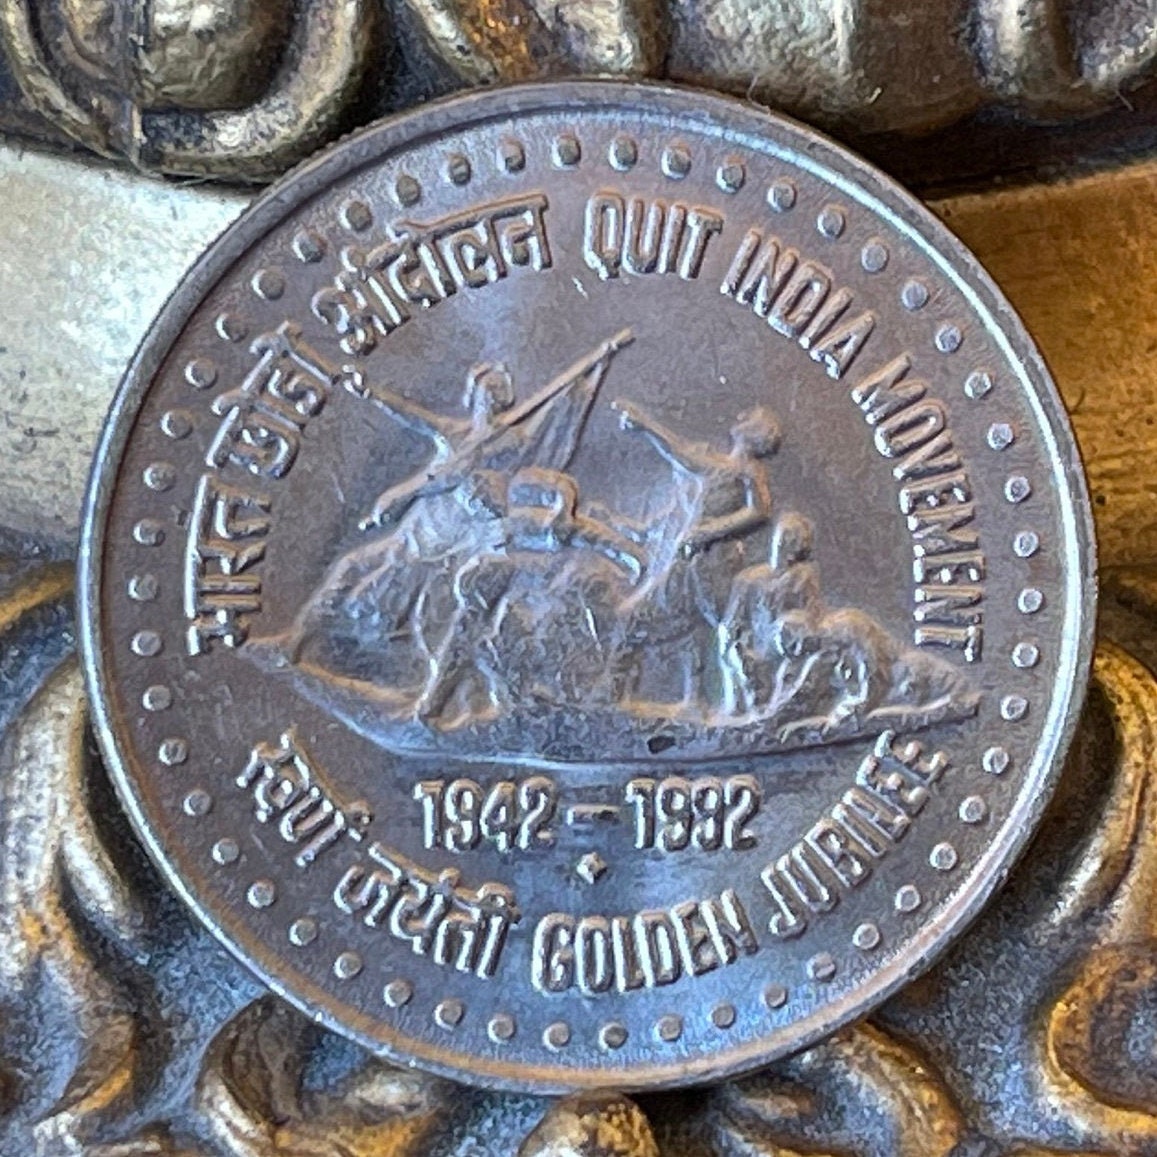 भारत छोड़ो आंदोलन QUIT INDIA MOVEMENT
1942 - 1992
स्वर्ण जयंती GOLDEN JUBILEE